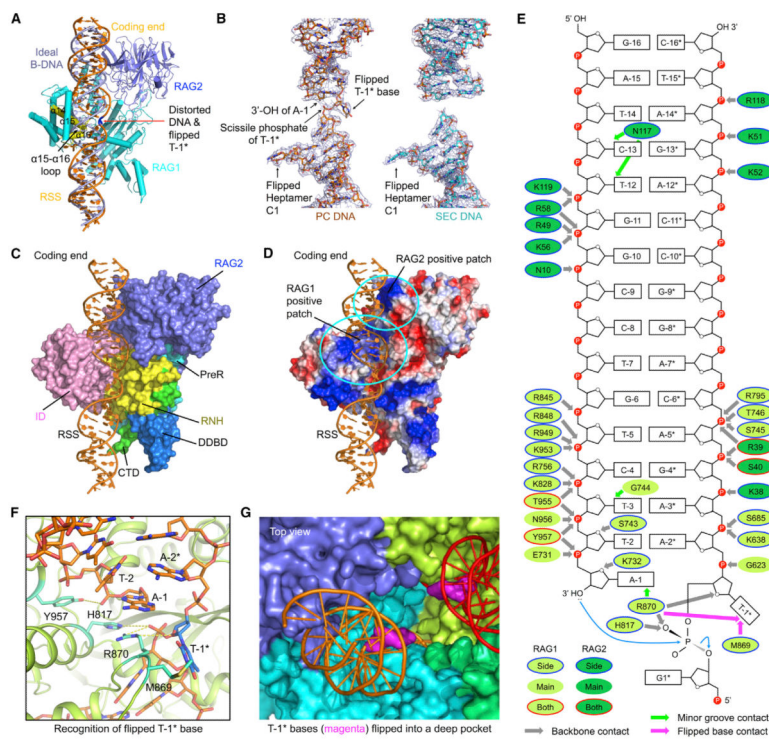 A
Coding end
Ideal
B-DNA
RAG2
Distorted
DNA &
flipped
T-1*
α15
α15-α16
loop
RAG1
RSS
B
Flipped
T-1* base
3'-OH of A-1
Scissile phosphate
of T-1*
Flipped
Heptamer
C1
PC DNA
Flipped
Heptamer
C1
SEC DNA
C
Coding end
RAG2
PreR
ID
RNH
RSS
DDBD
CTD
D
Coding end
RAG2 positive patch
RAG1
positive
patch
RSS
E
5' OH
OH 3'
G-16 C-16*
A-15 T-15*
R118
T-14 A-14*
N117
K51
C-13 G-13*
K52
T-12 A-12*
K119
R58
G-11 C-11*
R49
K56
G-10 C-10*
N10
C-9 G-9*
C-8 G-8*
T-7 A-7*
G-6 C-6*
R845
R795
R848
T746
T-5 A-5*
R949
S745
K953
R39
C-4 G-4*
R756
S40
K828
G744
K38
T955
T-3 A-3*
N956
S743
S685
Y957
T-2 A-2*
K638
E731
K732
G623
A-1
3' HO
R870
T-1*
H817
O
P
O
M869
G1*
5'
RAG1 RAG2
Side Side
Main Main
Both Both
Minor groove contact
Backbone contact
Flipped base contact
F
A-2*
T-2
A-1
Y957
H817
R870
T-1*
M869
Recognition of flipped T-1* base
G
Top view
T-1* bases (magenta) flipped into a deep pocket